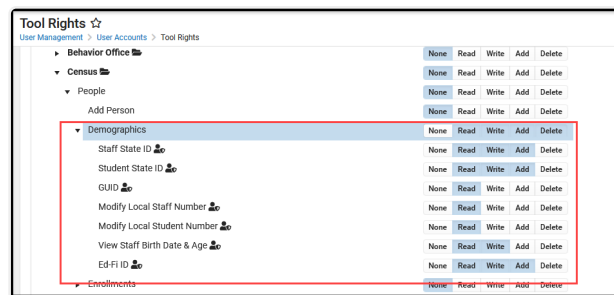 Tool Rights
User Management > User Accounts > Tool Rights
Behavior Office None Read Write Add Delete
Census None Read Write Add Delete
People None Read Write Add Delete
Add Person None Read Write Add Delete
Demographics None Read Write Add Delete
Staff State ID None Read Write Add Delete
Student State ID None Read Write Add Delete
GUID None Read Write Add Delete
Modify Local Staff Number None Read Write Add Delete
Modify Local Student Number None Read Write Add Delete
View Staff Birth Date & Age None Read Write Add Delete
Ed-Fi ID None Read Write Add Delete
Enrollments None Read Write Add Delete